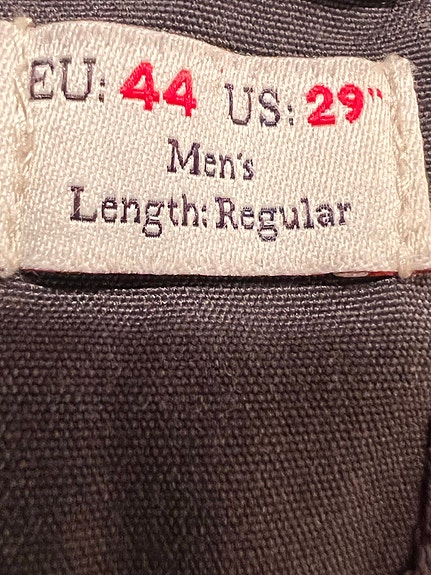 EU: 44 US: 29"
Men's
Length: Regular